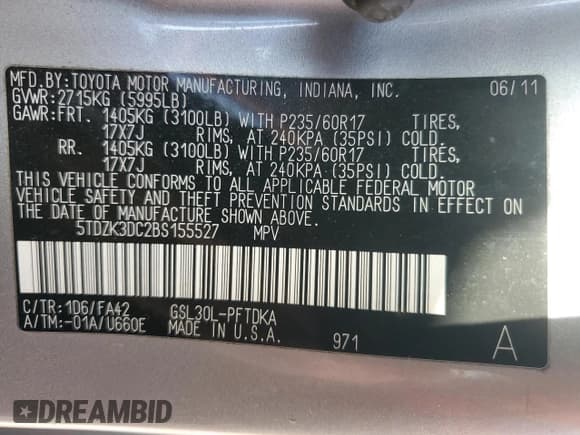 MFD.BY:TOYOTA MOTOR MANUFACTURING, INDIANA, INC. 06/11
GVWR: 2715KG (5995LB)
GAWR: FRT. 1405KG (3100LB) WITH P235/60R17 TIRES,
17X7J RIMS, AT 240KPA (35PSI) COLD.
RR. 1405KG (3100LB) WITH P235/60R17 TIRES,
17X7J RIMS, AT 240KPA (35PSI) COLD.
THIS VEHICLE CONFORMS TO ALL APPLICABLE FEDERAL MOTOR
VEHICLE SAFETY AND THEFT PREVENTION STANDARDS IN EFFECT ON
THE DATE OF MANUFACTURE SHOWN ABOVE.
5TDZK3DC2BS155527 MPV
C/TR: 1D6/FA42 GSL30L-PFTDKA
A/TM: -01A/U660E MADE IN U.S.A. 971 A
DREAMBID